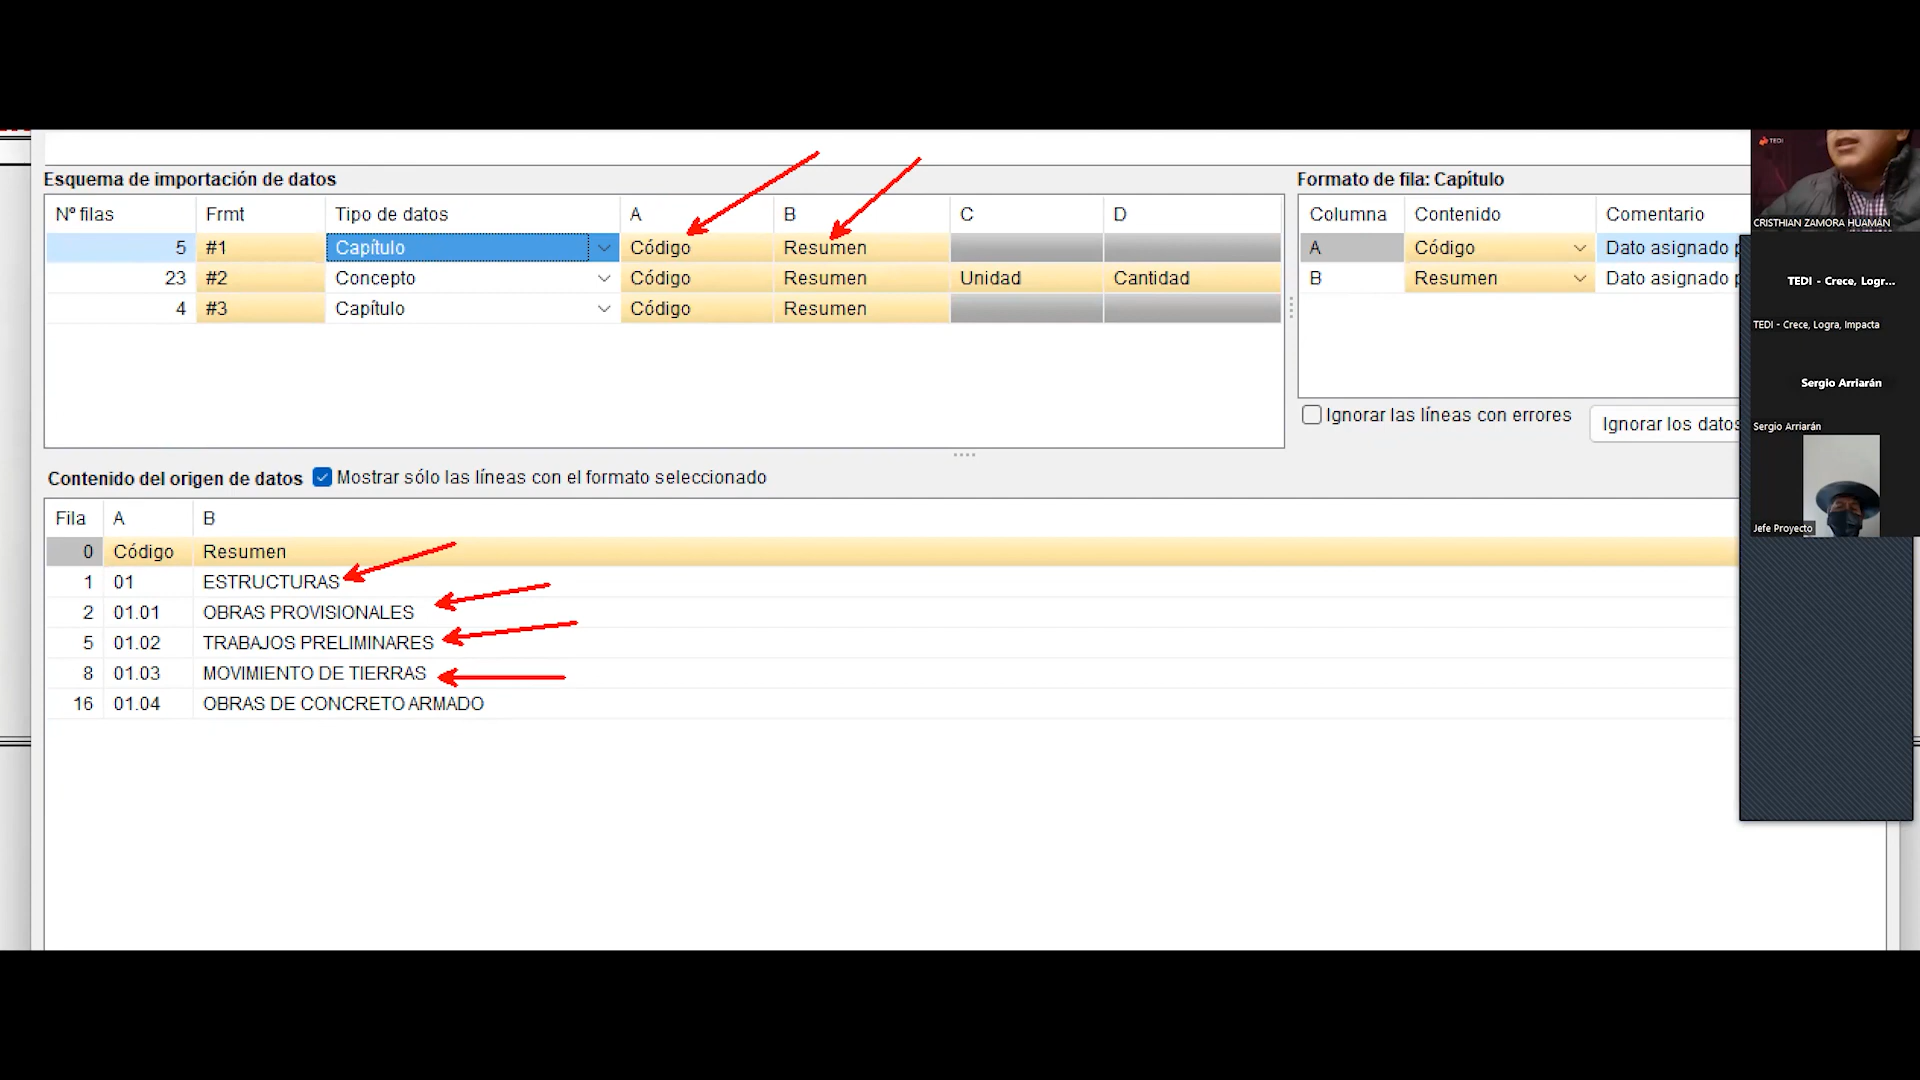 Esquema de importación de datos
Nº filas Frmt Tipo de datos A B C D
5 #1 Capítulo Código Resumen
23 #2 Concepto Código Resumen Unidad Cantidad
4 #3 Capítulo Código Resumen
Formato de fila: Capítulo
Columna Contenido Comentario
A Código Dato asignado p
B Resumen Dato asignado p
Ignorar las líneas con errores
Ignorar los datos
Contenido del origen de datos Mostrar sólo las líneas con el formato seleccionado
Fila A B
0 Código Resumen
1 01 ESTRUCTURAS
2 01.01 OBRAS PROVISIONALES
5 01.02 TRABAJOS PRELIMINARES
8 01.03 MOVIMIENTO DE TIERRAS
16 01.04 OBRAS DE CONCRETO ARMADO
TEDI
CRISTHIAN ZAMORA HUAMÁN
TEDI - Crece, Logr...
TEDI - Crece, Logra, Impacta
Sergio Arriarán
Sergio Arriarán
Jefe Proyecto